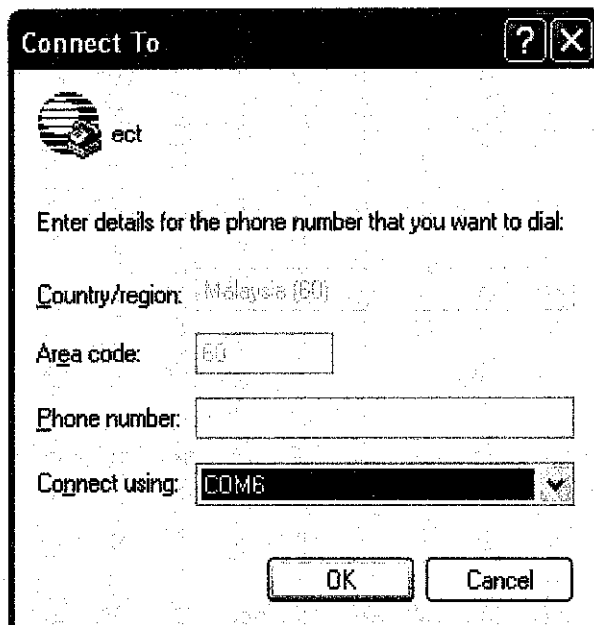 Connect To
ect
Enter details for the phone number that you want to dial:
Country/region: Malaysia (60)
Area code: 60
Phone number:
Connect using: COM6
OK Cancel